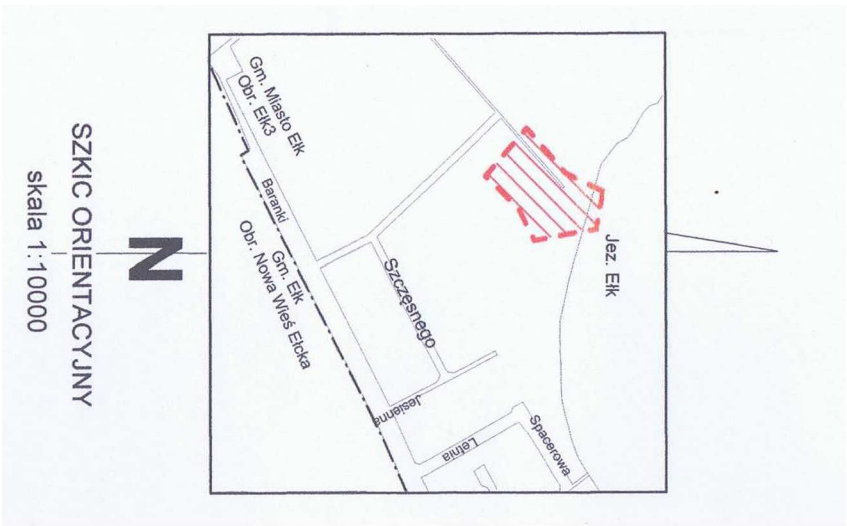 SZKIC ORIENTACYJNY
skala 1:10000
N
Gm. Miasto Ełk
Obr. Ełk3
Baranki
Gm. Ełk
Obr. Nowa Wieś Ełcka
Szczęsnego
Jez. Ełk
Jesienna
Letnia
Spacerowa